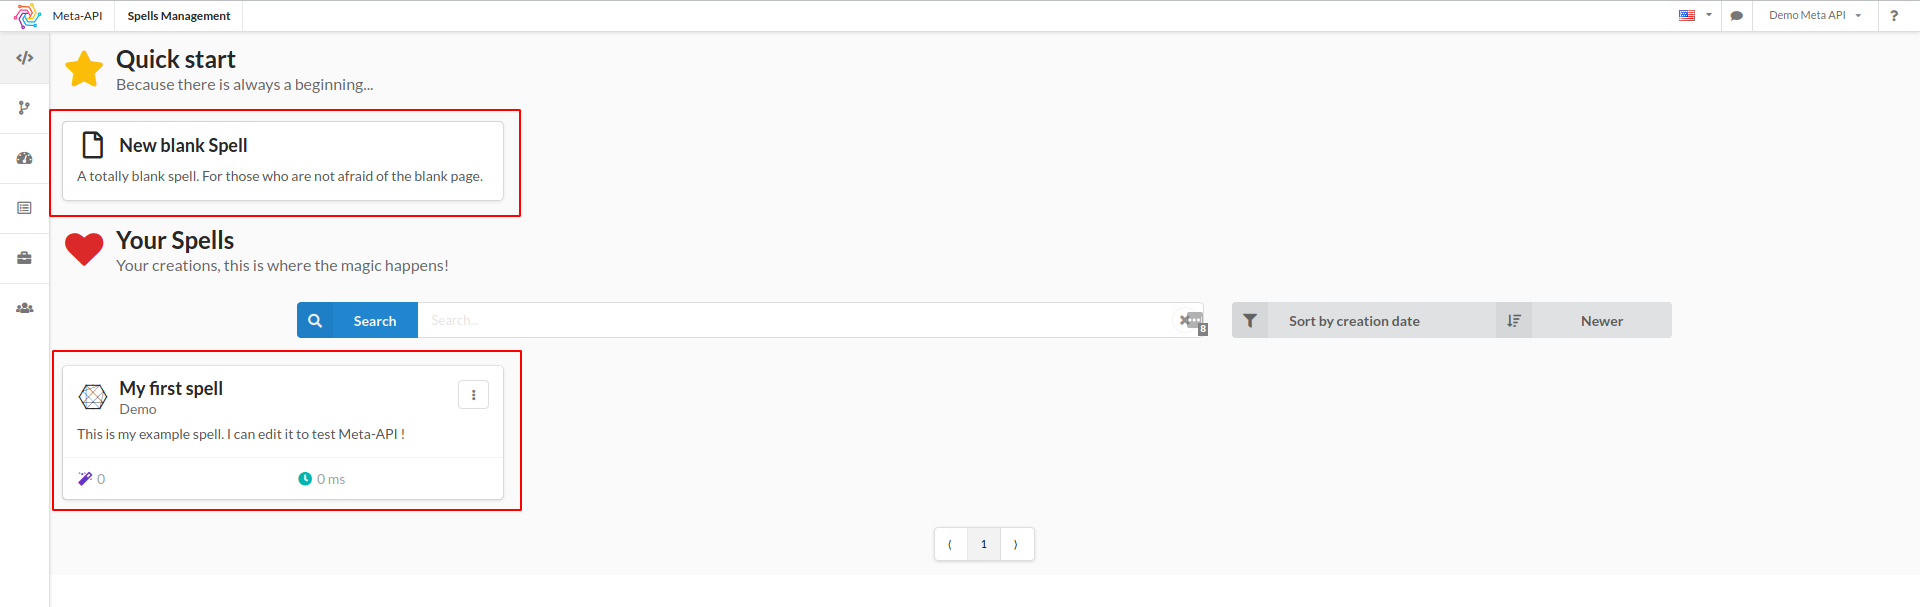 Meta-API
Spells Management
Demo Meta API
?
Quick start
Because there is always a beginning...
New blank Spell
A totally blank spell. For those who are not afraid of the blank page.
Your Spells
Your creations, this is where the magic happens!
Search
Search...
8
Sort by creation date
Newer
My first spell
Demo
This is my example spell. I can edit it to test Meta-API !
0
0 ms
⟨ 1 ⟩